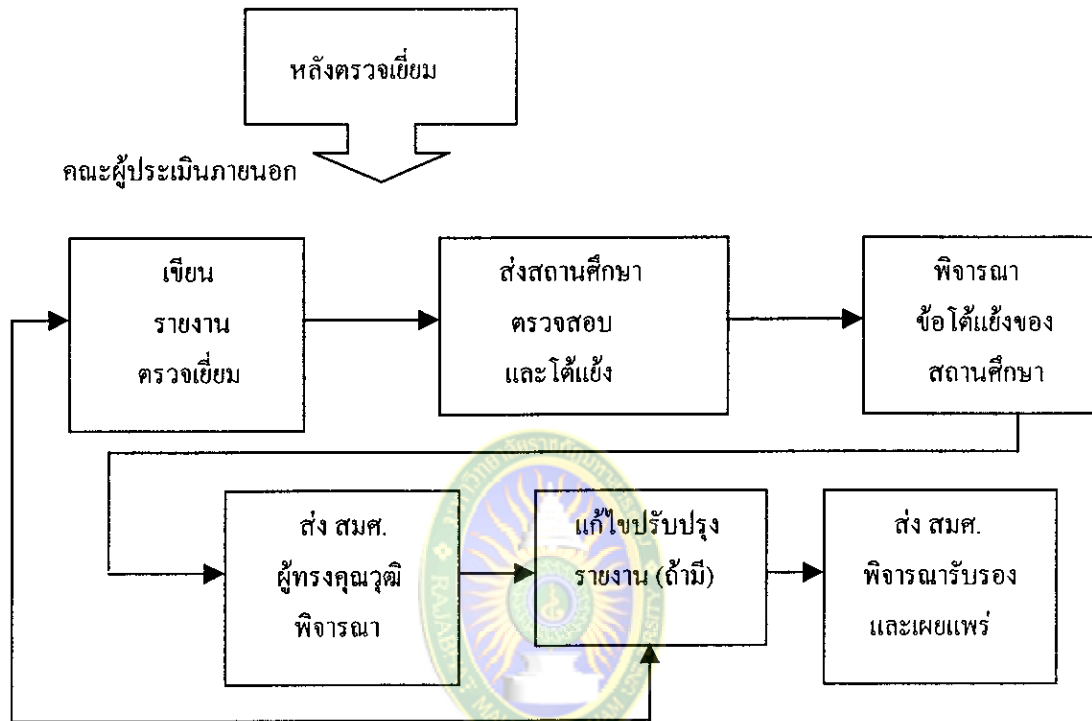 หลังตรวจเยี่ยม
คณะผู้ประเมินภายนอก
เขียน
รายงาน
ตรวจเยี่ยม
ส่งสถานศึกษา
ตรวจสอบ
และโต้แย้ง
พิจารณา
ข้อโต้แย้งของ
สถานศึกษา
ส่ง สมศ.
ผู้ทรงคุณวุฒิ
พิจารณา
แก้ไขปรับปรุง
รายงาน (ถ้ามี)
ส่ง สมศ.
พิจารณารับรอง
และเผยแพร่